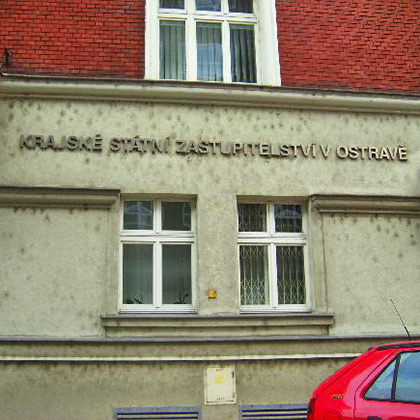 KRAJSKÉ STÁTNÍ ZASTUPITELSTVÍ V OSTRAVĚ